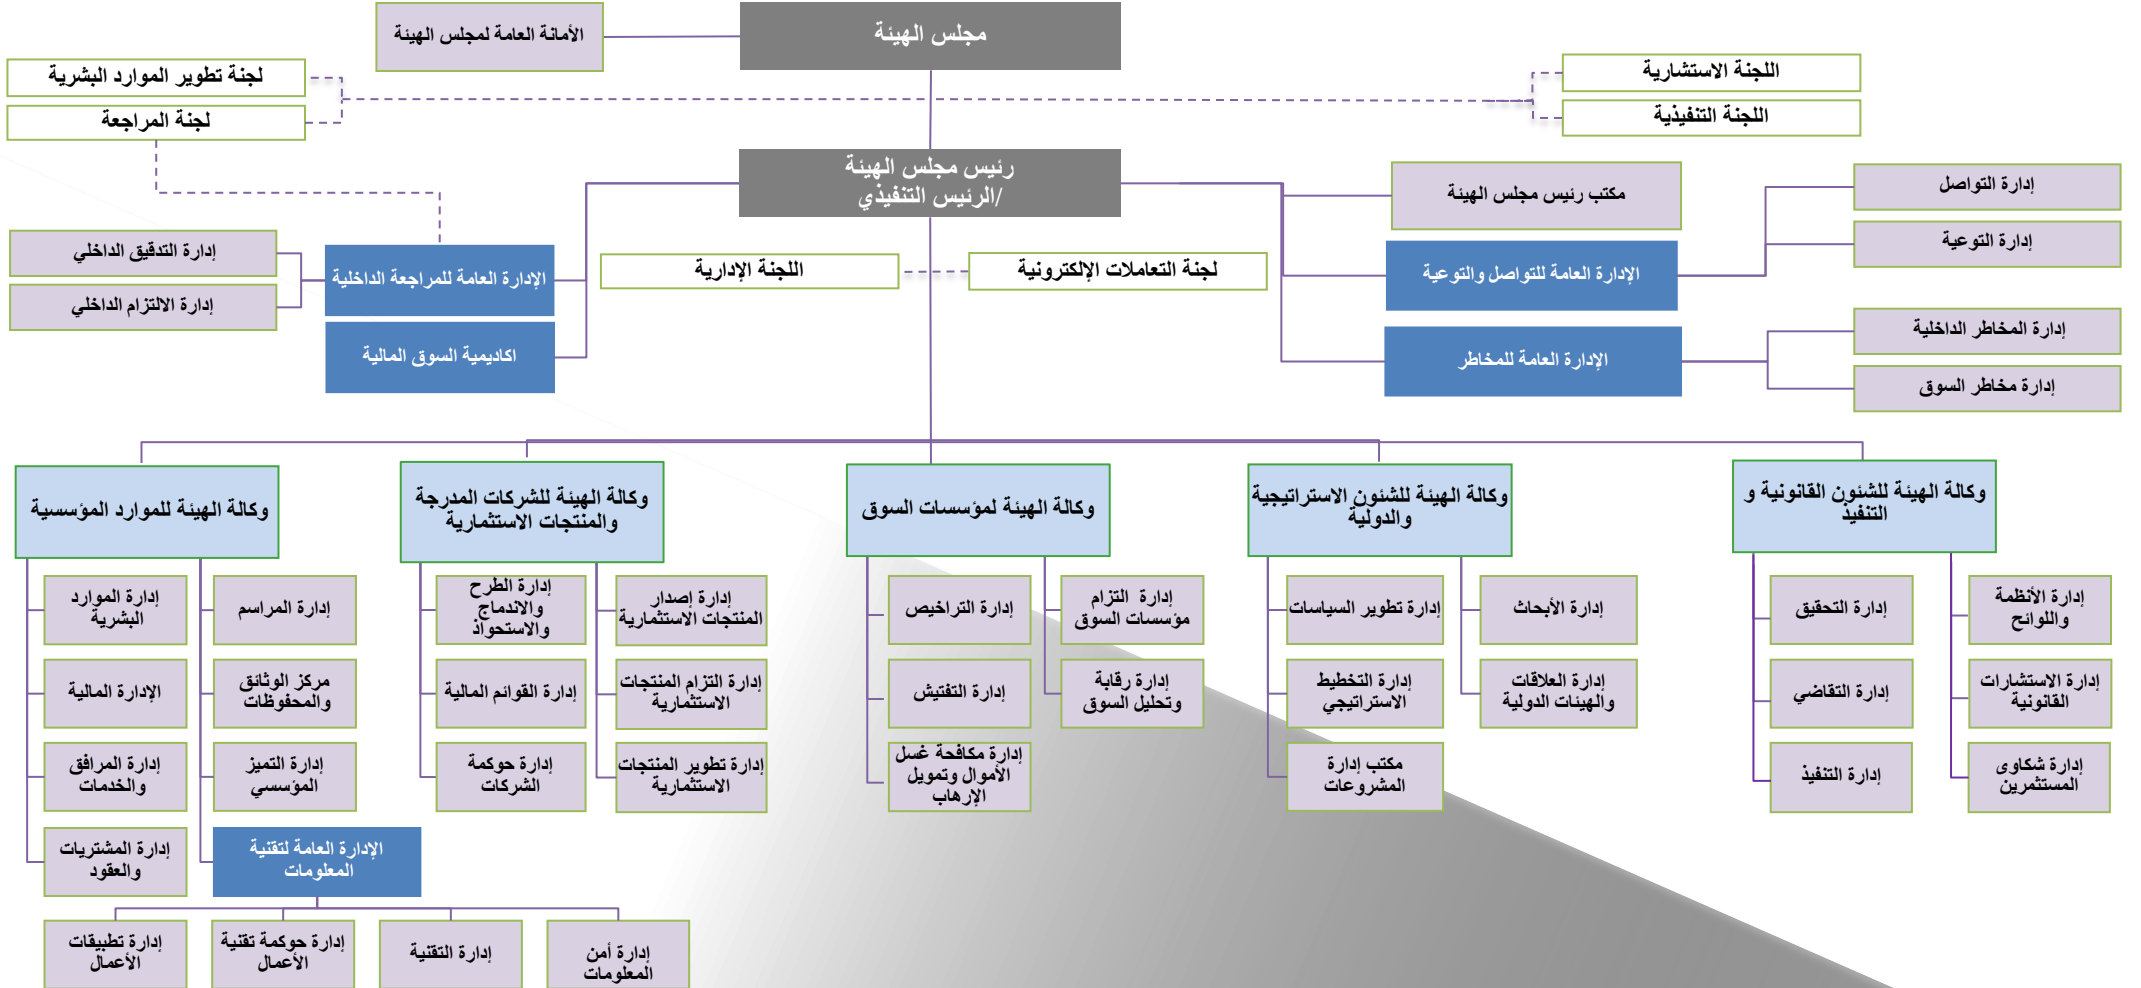 مجلس الهيئة
الأمانة العامة لمجلس الهيئة
اللجنة الاستشارية
اللجنة التنفيذية
لجنة تطوير الموارد البشرية
لجنة المراجعة
رئيس مجلس الهيئة
/الرئيس التنفيذي
مكتب رئيس مجلس الهيئة
إدارة التواصل
إدارة التوعية
الإدارة العامة للتواصل والتوعية
إدارة المخاطر الداخلية
الإدارة العامة للمخاطر
إدارة مخاطر السوق
لجنة التعاملات الإلكترونية
اللجنة الإدارية
الإدارة العامة للمراجعة الداخلية
إدارة التدقيق الداخلي
إدارة الالتزام الداخلي
اكاديمية السوق المالية
وكالة الهيئة للشئون القانونية و
التنفيذ
إدارة الأنظمة
واللوائح
إدارة الاستشارات
القانونية
إدارة شكاوى
المستثمرين
إدارة التحقيق
إدارة التقاضي
إدارة التنفيذ
وكالة الهيئة للشئون الاستراتيجية
والدولية
إدارة الأبحاث
إدارة العلاقات
والهيئات الدولية
إدارة تطوير السياسات
إدارة التخطيط
الاستراتيجي
مكتب إدارة
المشروعات
وكالة الهيئة لمؤسسات السوق
إدارة التزام
مؤسسات السوق
إدارة رقابة
وتحليل السوق
إدارة التراخيص
إدارة التفتيش
إدارة مكافحة غسل
الأموال وتمويل
الإرهاب
وكالة الهيئة للشركات المدرجة
والمنتجات الاستثمارية
إدارة إصدار
المنتجات الاستثمارية
إدارة التزام المنتجات
الاستثمارية
إدارة تطوير المنتجات
الاستثمارية
إدارة الطرح
والاندماج
والاستحواذ
إدارة القوائم المالية
إدارة حوكمة
الشركات
وكالة الهيئة للموارد المؤسسية
إدارة المراسم
مركز الوثائق
والمحفوظات
إدارة التميز
المؤسسي
الإدارة العامة لتقنية
المعلومات
إدارة الموارد
البشرية
الإدارة المالية
إدارة المرافق
والخدمات
إدارة المشتريات
والعقود
إدارة أمن
المعلومات
إدارة التقنية
إدارة حوكمة تقنية
الأعمال
إدارة تطبيقات
الأعمال